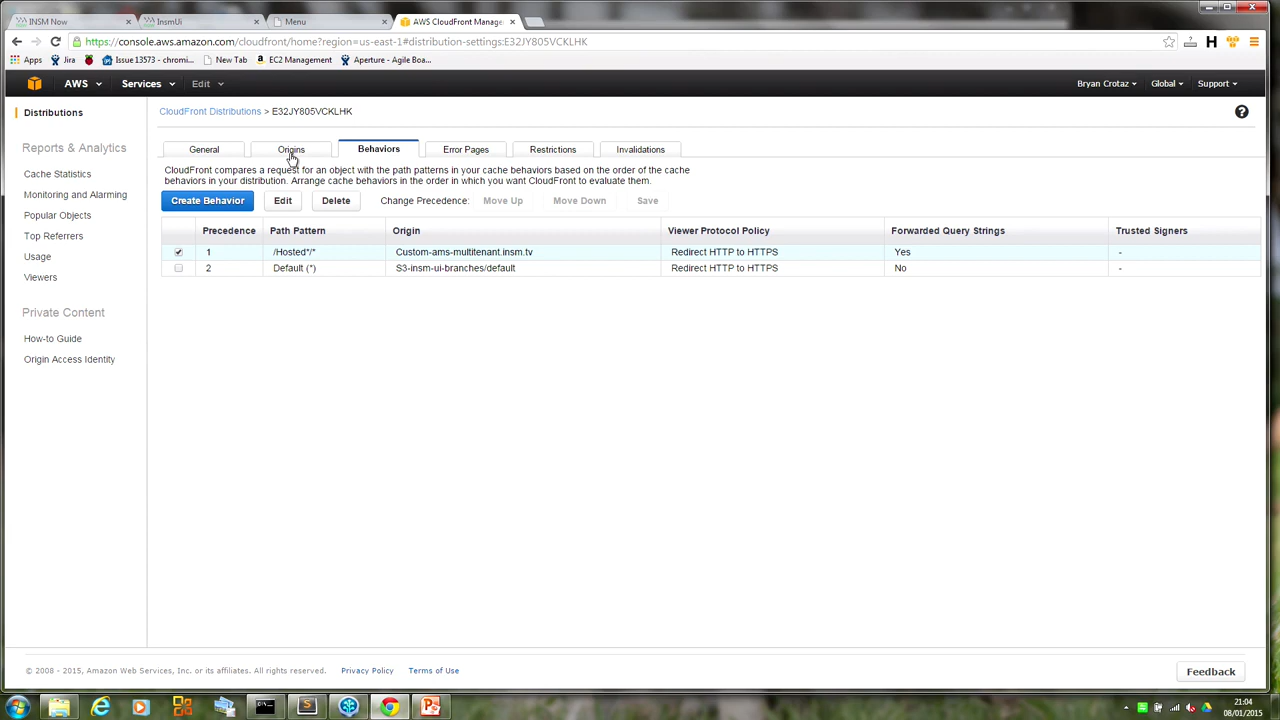 INSM Now
InsmUi
Menu
AWS CloudFront Manage
https://console.aws.amazon.com/cloudfront/home?region=us-east-1#distribution-settings:E32JY805VCKLHK
H
Apps
Jira
Issue 13573 - chromi...
New Tab
EC2 Management
Aperture - Agile Boa...
AWS
Services
Edit
Bryan Crotaz
Global
Support
Distributions
CloudFront Distributions > E32JY805VCKLHK
?
Reports & Analytics
Cache Statistics
Monitoring and Alarming
Popular Objects
Top Referrers
Usage
Viewers
Private Content
How-to Guide
Origin Access Identity
General
Origins
Behaviors
Error Pages
Restrictions
Invalidations
CloudFront compares a request for an object with the path patterns in your cache behaviors based on the order of the cache
behaviors in your distribution. Arrange cache behaviors in the order in which you want CloudFront to evaluate them.
Create Behavior
Edit
Delete
Change Precedence:
Move Up
Move Down
Save
Precedence Path Pattern Origin Viewer Protocol Policy Forwarded Query Strings Trusted Signers
1 /Hosted*/* Custom-ams-multitenant.insm.tv Redirect HTTP to HTTPS Yes -
2 Default (*) S3-insm-ui-branches/default Redirect HTTP to HTTPS No -
© 2008 - 2015, Amazon Web Services, Inc. or its affiliates. All rights reserved.
Privacy Policy
Terms of Use
Feedback
21:04
08/01/2015